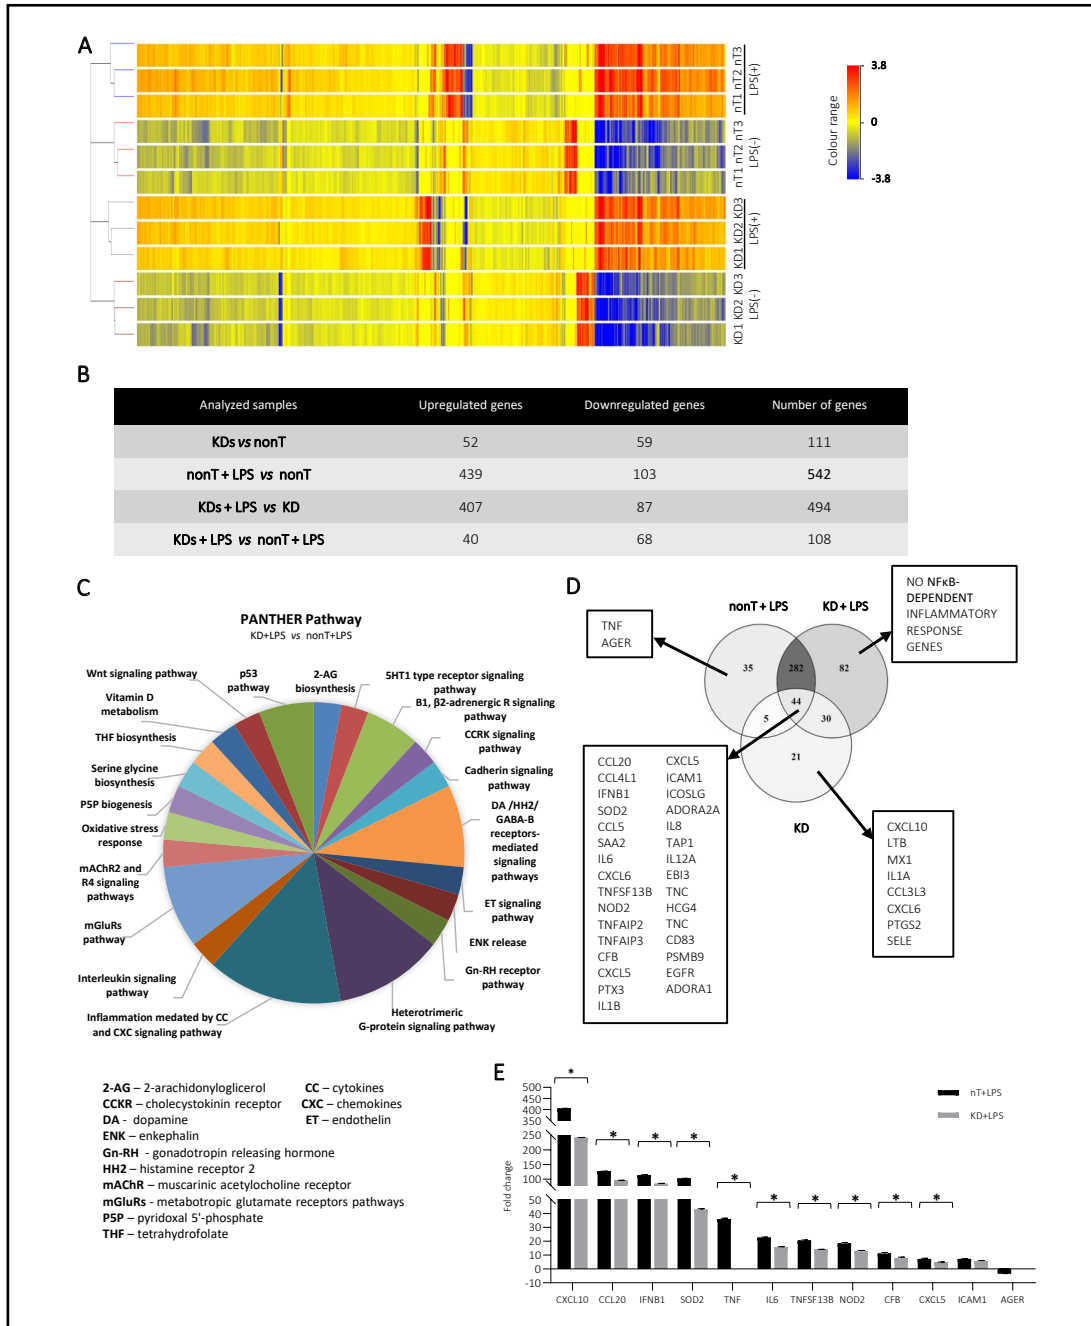 A
nT1 nT2 nT3
LPS(+)
nT1 nT2 nT3
LPS(-)
KD1 KD2 KD3
LPS(+)
KD1 KD2 KD3
LPS(-)
Colour range
3.8
0
-3.8
B
Analyzed samples Upregulated genes Downregulated genes Number of genes
KDs vs nonT 52 59 111
nonT + LPS vs nonT 439 103 542
KDs + LPS vs KD 407 87 494
KDs + LPS vs nonT + LPS 40 68 108
C
PANTHER Pathway
KD+LPS vs nonT+LPS
2-AG
biosynthesis
5HT1 type receptor signaling
pathway
B1, β2-adrenergic R signaling
pathway
CCRK signaling
pathway
Cadherin signaling
pathway
DA /HH2/
GABA-B
receptors-
mediated
signaling
pathways
ET signaling
pathway
ENK release
Gn-RH receptor
pathway
Heterotrimeric
G-protein signaling pathway
Inflammation medated by CC
and CXC signaling pathway
Interleukin signaling
pathway
mGluRs
pathway
mAChR2 and
R4 signaling
pathways
Oxidative stress
response
P5P biogenesis
Serine glycine
biosynthesis
THF biosynthesis
Vitamin D
metabolism
Wnt signaling pathway
p53
pathway
2-AG – 2-arachidonyloglicerol
CCKR – cholecystokinin receptor
DA - dopamine
ENK – enkephalin
Gn-RH - gonadotropin releasing hormone
HH2 – histamine receptor 2
mAChR – muscarinic acetylocholine receptor
mGluRs - metabotropic glutamate receptors pathways
P5P – pyridoxal 5'-phosphate
THF – tetrahydrofolate
CC – cytokines
CXC – chemokines
ET – endothelin
D
nonT + LPS
KD + LPS
KD
35
282
82
44
5
30
21
TNF
AGER
NO NFκB-
DEPENDENT
INFLAMMATORY
RESPONSE
GENES
CCL20
CCL4L1
IFNB1
SOD2
CCL5
SAA2
IL6
CXCL6
TNFSF13B
NOD2
TNFAIP2
TNFAIP3
CFB
CXCL5
PTX3
IL1B
CXCL5
ICAM1
ICOSLG
ADORA2A
IL8
TAP1
IL12A
EBI3
TNC
HCG4
TNC
CD83
PSMB9
EGFR
ADORA1
CXCL10
LTB
MX1
IL1A
CCL3L3
CXCL6
PTGS2
SELE
E
nT+LPS
KD+LPS
Fold change
500
450
400
350
250
200
150
100
50
40
30
20
10
0
-10
* * * * * * * * * *
CXCL10 CCL20 IFNB1 SOD2 TNF IL6 TNFSF13B NOD2 CFB CXCL5 ICAM1 AGER